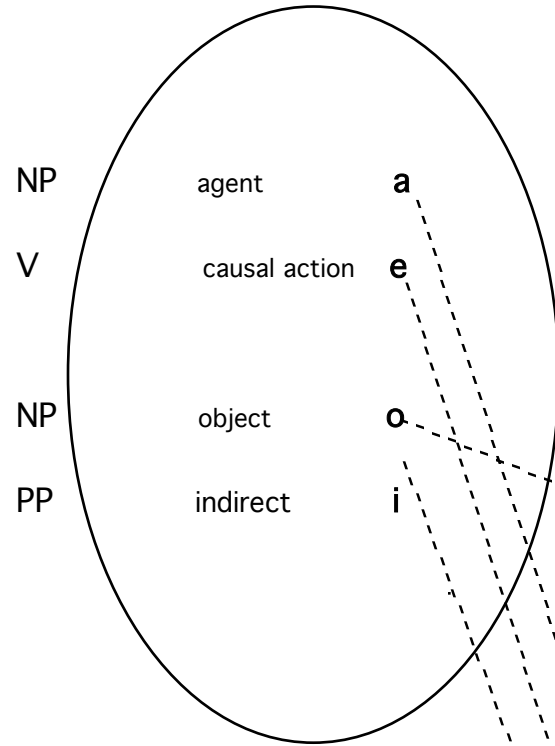 NP agent a
V causal action e
NP object o
PP indirect i